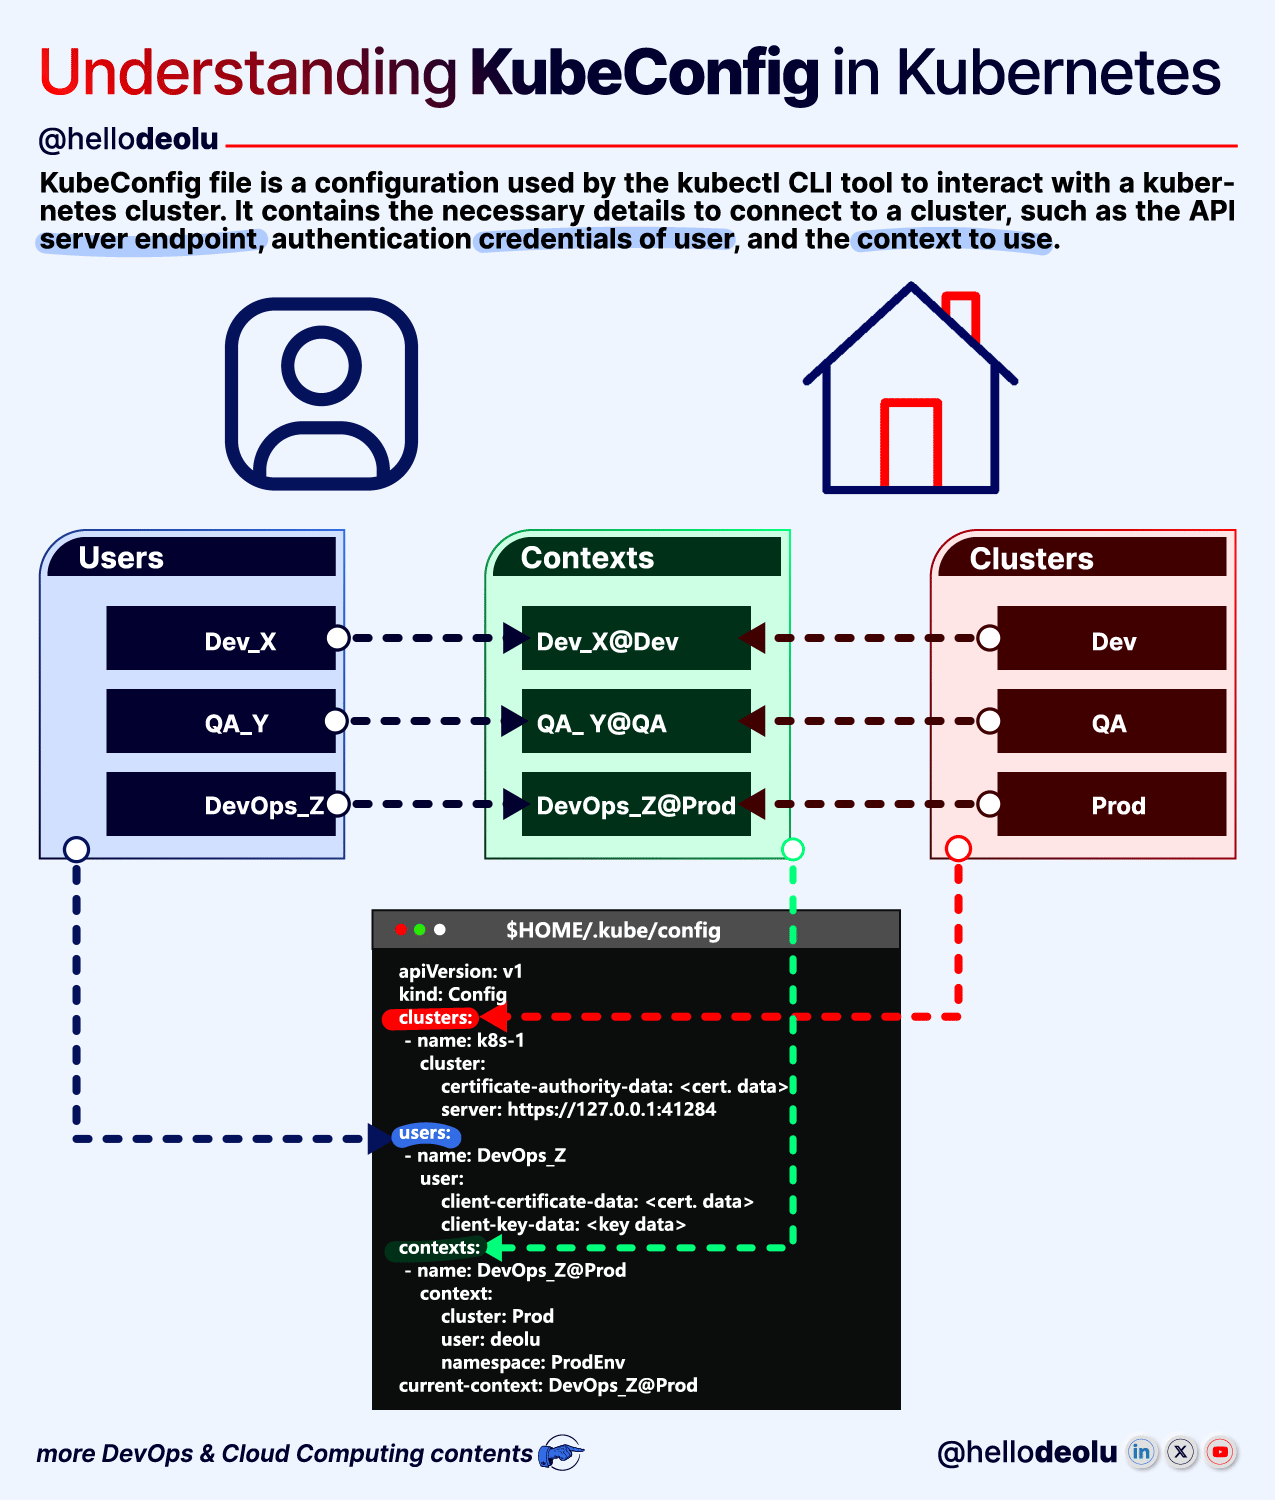 Understanding KubeConfig in Kubernetes
@hellodeolu
KubeConfig file is a configuration used by the kubectl CLI tool to interact with a kuber-
netes cluster. It contains the necessary details to connect to a cluster, such as the API
server endpoint, authentication credentials of user, and the context to use.
Users
Contexts
Clusters
Dev_X
Dev_X@Dev
Dev
QA_Y
QA_ Y@QA
QA
DevOps_Z
DevOps_Z@Prod
Prod
$HOME/.kube/config
apiVersion: v1
kind: Config
clusters:
- name: k8s-1
cluster:
certificate-authority-data: <cert. data>
server: https://127.0.0.1:41284
users:
- name: DevOps_Z
user:
client-certificate-data: <cert. data>
client-key-data: <key data>
contexts:
- name: DevOps_Z@Prod
context:
cluster: Prod
user: deolu
namespace: ProdEnv
current-context: DevOps_Z@Prod
more DevOps & Cloud Computing contents
@hellodeolu in X